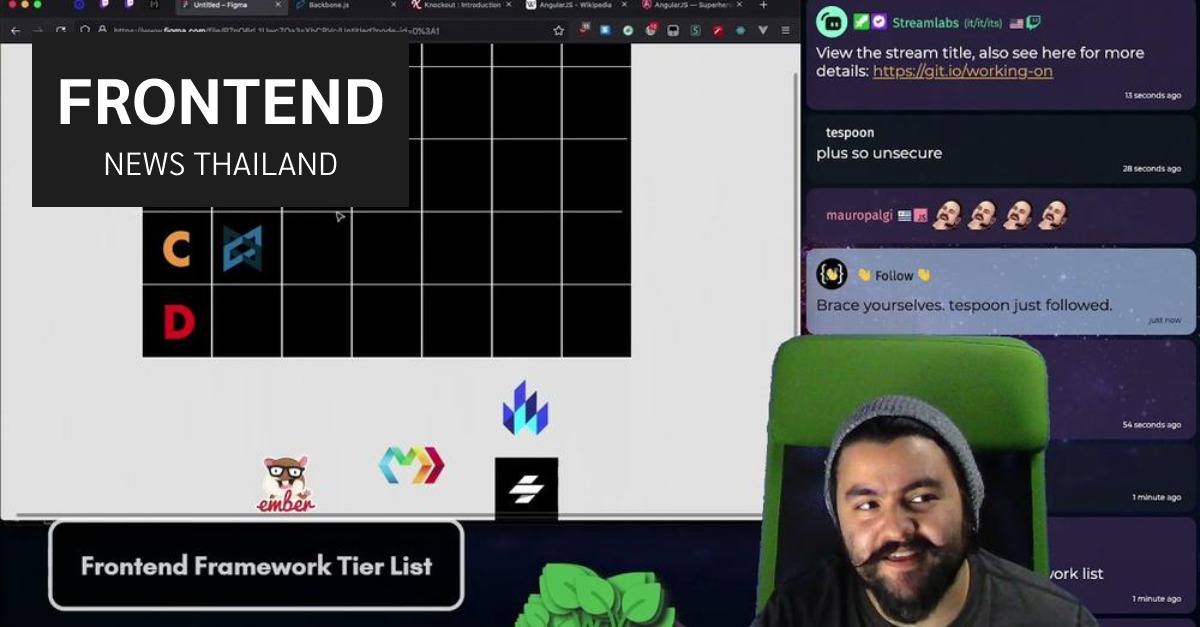 Untitled – Figma
Backbone.js
Knockout : Introduction
AngularJS - Wikipedia
AngularJS — Superhero
FRONTEND
NEWS THAILAND
C
D
ember
Frontend Framework Tier List
Streamlabs (it/it/its)
View the stream title, also see here for more
details: https://git.io/working-on
13 seconds ago
tespoon
plus so unsecure
28 seconds ago
mauropalgi
JS
Follow
Brace yourselves. tespoon just followed.
just now
54 seconds ago
1 minute ago
work list
1 minute ago